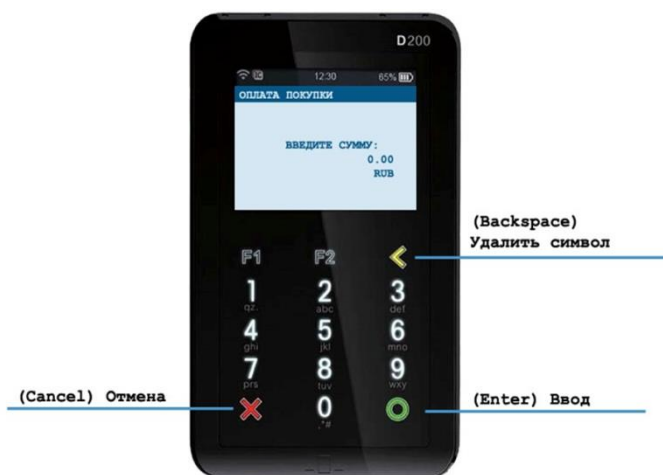 D200
12:30 65%
ОПЛАТА ПОКУПКИ
ВВЕДИТЕ СУММУ:
0.00
RUB
(Backspace)
Удалить символ
F1 F2
1 2 3
qz. abc def
4 5 6
ghi jkl mno
7 8 9
prs tuv wxy
(Cancel) Отмена
0
.*#
(Enter) Ввод